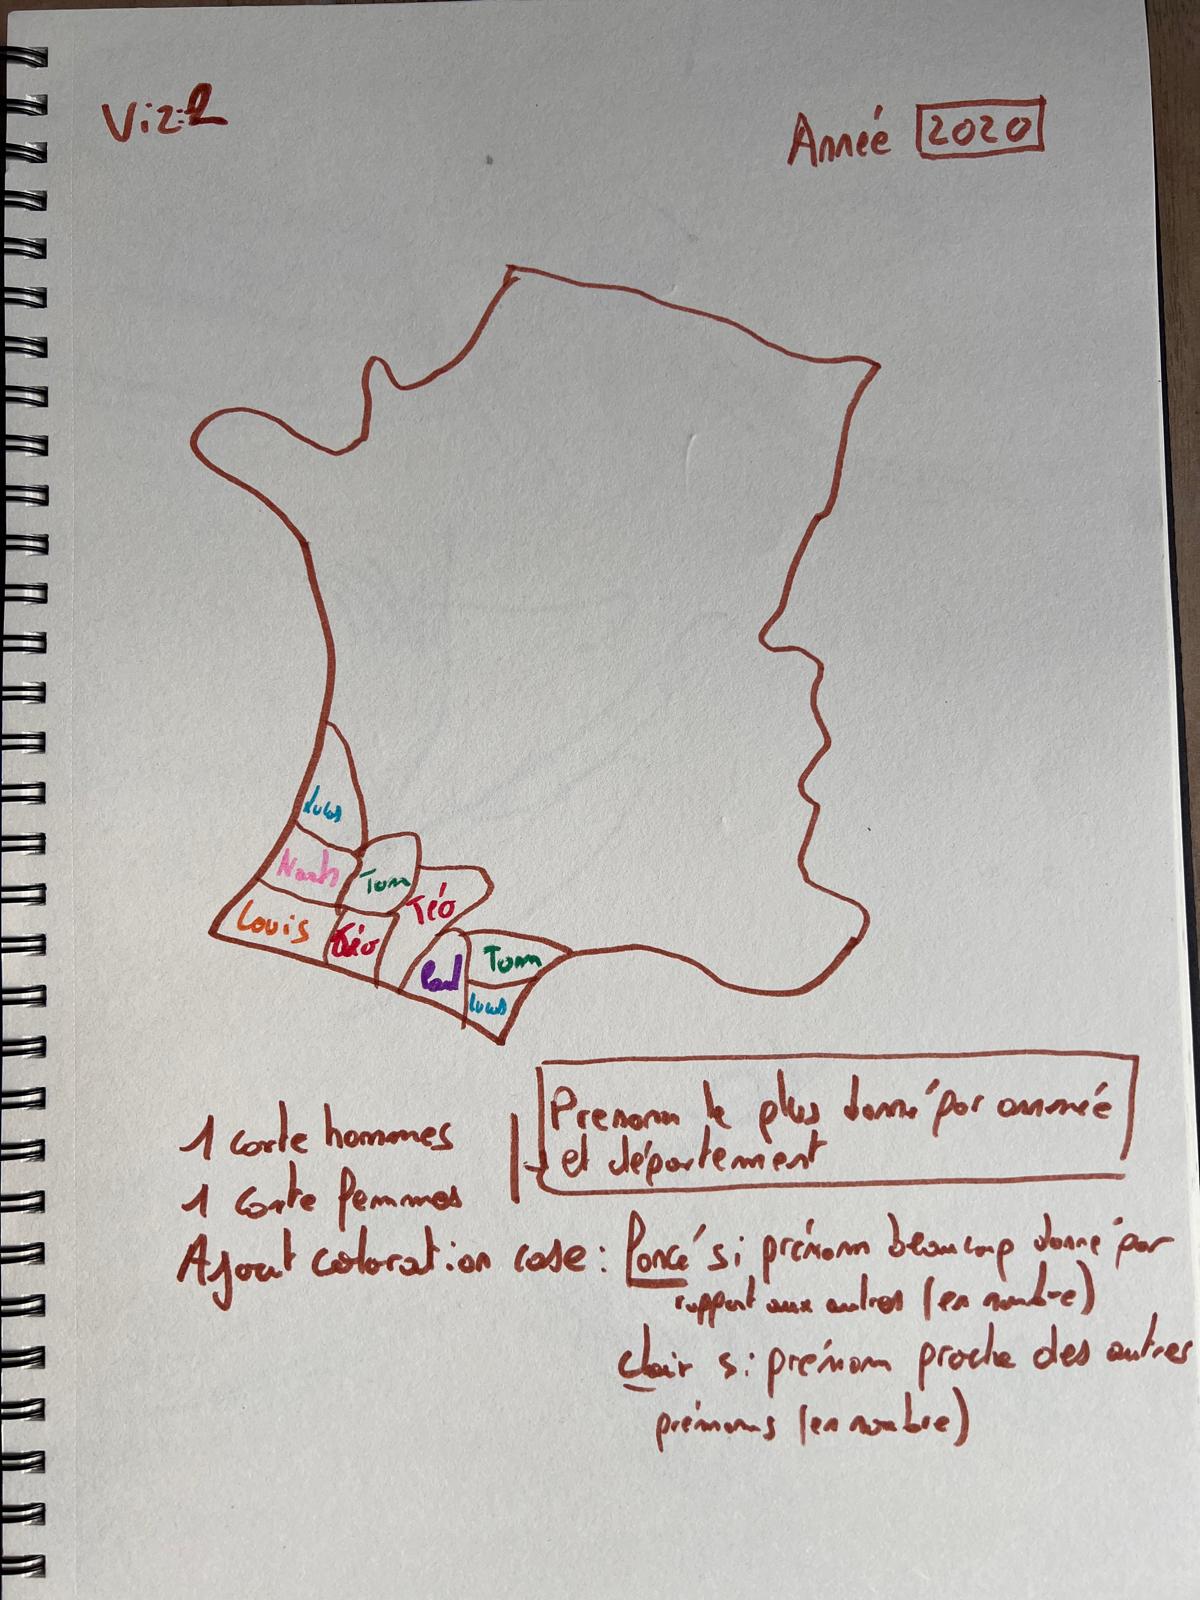 Viz:2
Année 2020
Lucas
Noah
Tom
Téo
Louis
Téo
Tom
Paul
Lucas
Prenom le plus donné par année
et département
1 carte hommes
1 carte femmes
Ajout coloration case : Foncé si prénom beaucoup donné par
rapport aux autres (en nombre)
clair si prénom proche des autres
prénoms (en nombre)